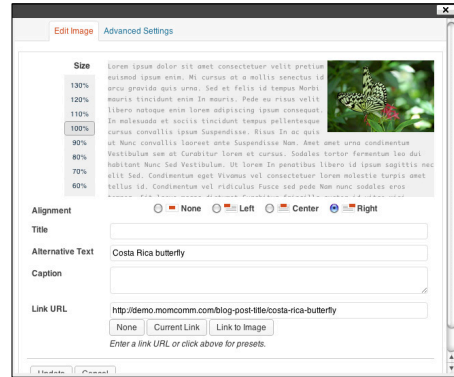 x
Edit Image Advanced Settings
Size
130%
120%
110%
100%
90%
80%
70%
60%
Lorem ipsum dolor sit amet consectetuer velit pretium
euismod ipsum enim. Mi cursus at a mollis senectus id
arcu gravida quis urna. Sed et felis id tempus Morbi
mauris tincidunt enim In mauris. Pede eu risus velit
libero natoque enim lorem adipiscing ipsum consequat.
In malesuada et sociis tincidunt tempus pellentesque
cursus convallis ipsum Suspendisse. Risus In ac quis
ut Nunc convallis laoreet ante Suspendisse Nam. Amet amet urna condimentum
Vestibulum sem at Curabitur lorem et cursus. Sodales tortor fermentum leo dui
habitant Nunc Sed Vestibulum. Ut lorem In penatibus libero id ipsum sagittis nec
elit Sed. Condimentum eget Vivamus vel consectetuer lorem molestie turpis amet
tellus id. Condimentum vel ridiculus Fusce sed pede Nam nunc sodales eros
Alignment None Left Center Right
Title
Alternative Text Costa Rica butterfly
Caption
Link URL http://demo.momcomm.com/blog-post-title/costa-rica-butterfly
None Current Link Link to Image
Enter a link URL or click above for presets.
Update Cancel